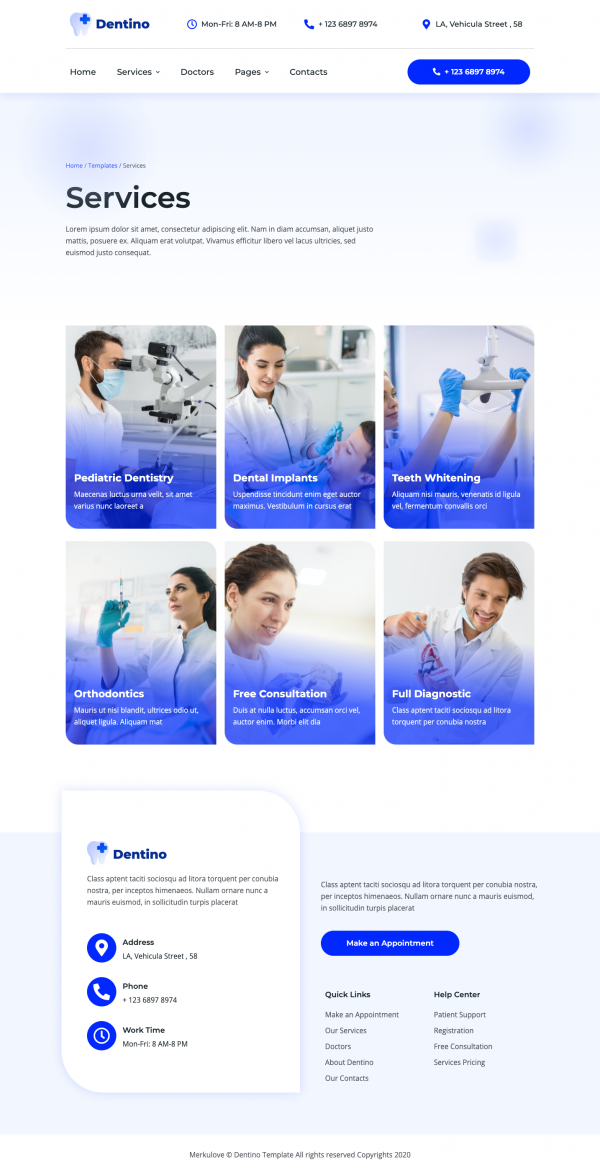 Dentino
Mon-Fri: 8 AM-8 PM
+ 123 6897 8974
LA, Vehicula Street , 58
Home
Services
Doctors
Pages
Contacts
+ 123 6897 8974
Home / Templates / Services
Services
Lorem ipsum dolor sit amet, consectetur adipiscing elit. Nam in diam accumsan, aliquet justo
mattis, posuere ex. Aliquam erat volutpat. Vivamus efficitur libero vel lacus ultricies, sed
euismod justo consequat.
Pediatric Dentistry
Maecenas luctus urna velit, sit amet
varius nunc laoreet a
Dental Implants
Uspendisse tincidunt enim eget auctor
maximus. Vestibulum in cursus erat
Teeth Whitening
Aliquam nisi mauris, venenatis id ligula
vel, fermentum convallis orci
Orthodontics
Mauris ut nisi blandit, ultrices odio ut,
aliquet ligula. Aliquam mat
Free Consultation
Duis at nulla luctus, accumsan orci vel,
auctor enim. Morbi elit dia
Full Diagnostic
Class aptent taciti sociosqu ad litora
torquent per conubia nostra
Dentino
Class aptent taciti sociosqu ad litora torquent per conubia
nostra, per inceptos himenaeos. Nullam ornare nunc a
mauris euismod, in sollicitudin turpis placerat
Address
LA, Vehicula Street , 58
Phone
+ 123 6897 8974
Work Time
Mon-Fri: 8 AM-8 PM
Class aptent taciti sociosqu ad litora torquent per conubia nostra,
per inceptos himenaeos. Nullam ornare nunc a mauris euismod,
in sollicitudin turpis placerat
Make an Appointment
Quick Links
Make an Appointment
Our Services
Doctors
About Dentino
Our Contacts
Help Center
Patient Support
Registration
Free Consultation
Services Pricing
Merkulove © Dentino Template All rights reserved Copyrights 2020